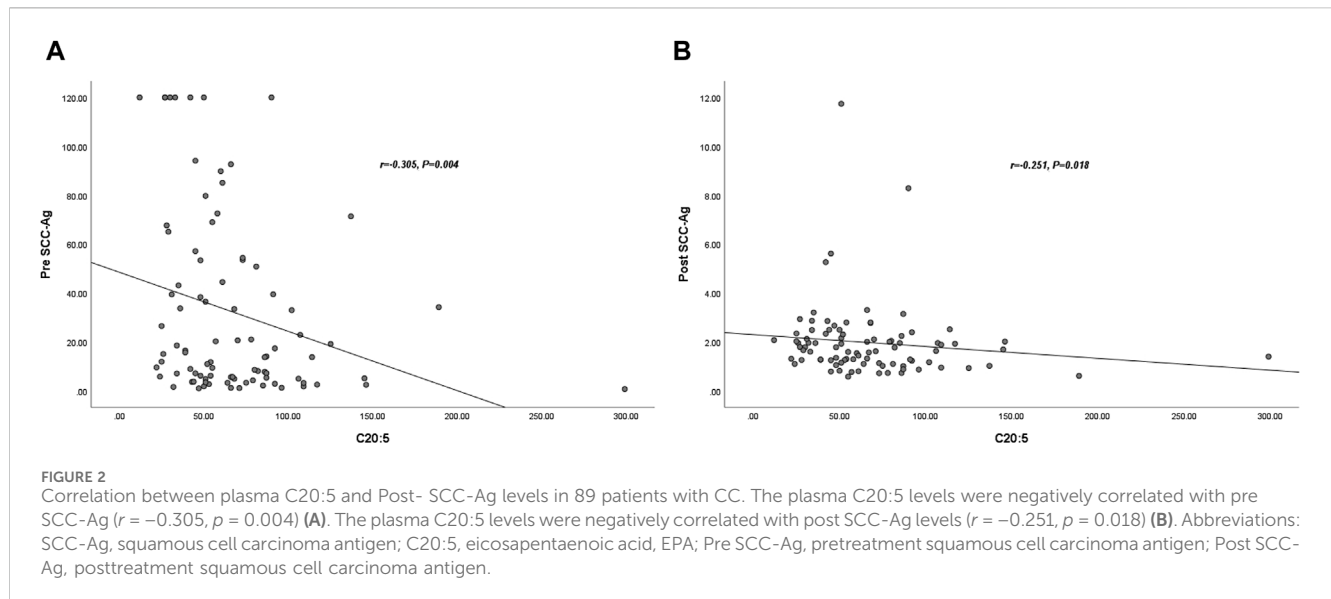 A
B
120.00
100.00
80.00
60.00
40.00
20.00
.00
Pre SCC-Ag
r=-0.305, P=0.004
.00 50.00 100.00 150.00 200.00 250.00 300.00
C20:5
12.00
10.00
8.00
6.00
4.00
2.00
.00
Post SCC-Ag
r=-0.251, P=0.018
.00 50.00 100.00 150.00 200.00 250.00 300.00
C20:5
FIGURE 2
Correlation between plasma C20:5 and Post- SCC-Ag levels in 89 patients with CC. The plasma C20:5 levels were negatively correlated with pre
SCC-Ag (r = −0.305, p = 0.004) (A). The plasma C20:5 levels were negatively correlated with post SCC-Ag levels (r = −0.251, p = 0.018) (B). Abbreviations:
SCC-Ag, squamous cell carcinoma antigen; C20:5, eicosapentaenoic acid, EPA; Pre SCC-Ag, pretreatment squamous cell carcinoma antigen; Post SCC-
Ag, posttreatment squamous cell carcinoma antigen.